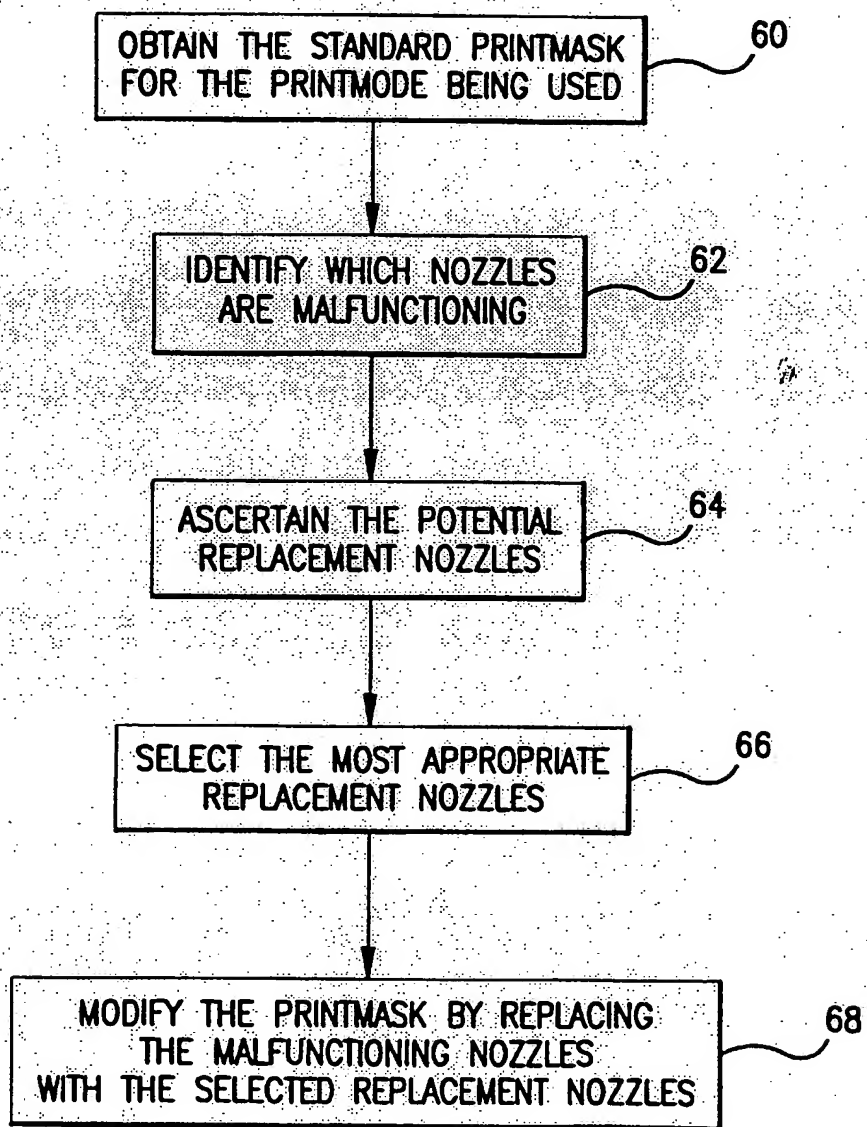 OBTAIN THE STANDARD PRINTMASK
FOR THE PRINTMODE BEING USED
60
IDENTIFY WHICH NOZZLES
ARE MALFUNCTIONING
62
ASCERTAIN THE POTENTIAL
REPLACEMENT NOZZLES
64
SELECT THE MOST APPROPRIATE
REPLACEMENT NOZZLES
66
MODIFY THE PRINTMASK BY REPLACING
THE MALFUNCTIONING NOZZLES
WITH THE SELECTED REPLACEMENT NOZZLES
68